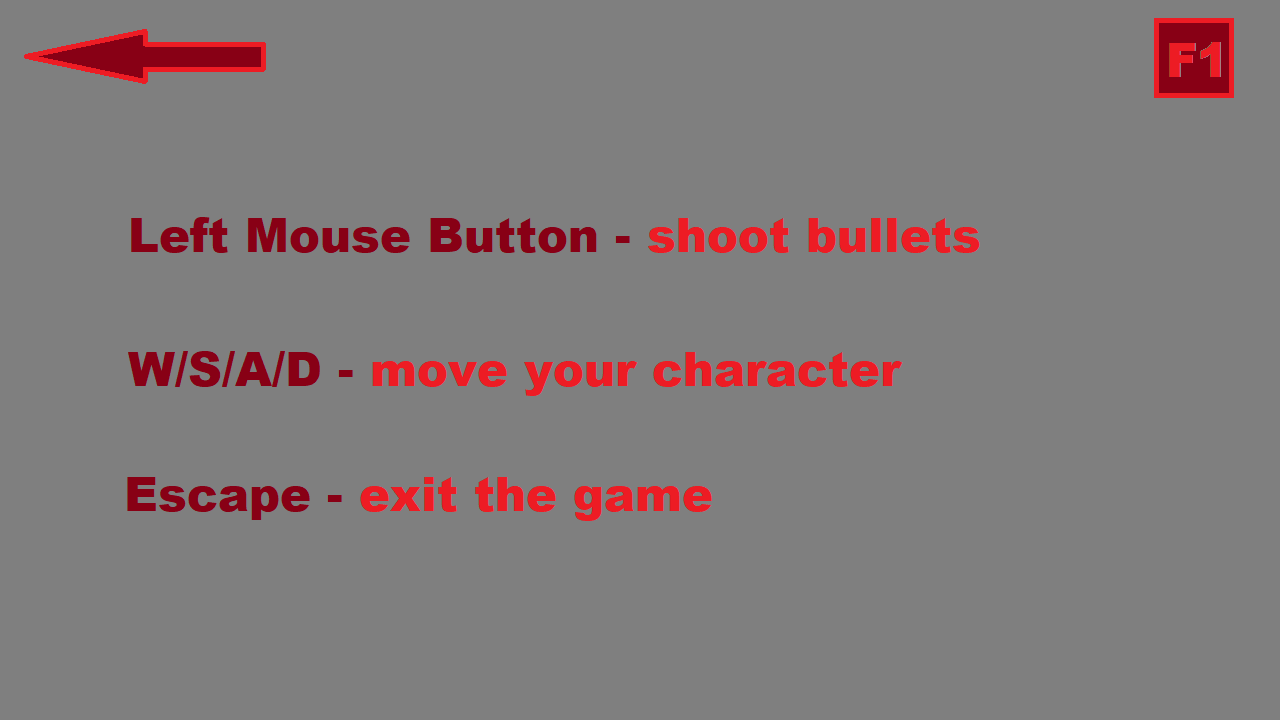 F1
Left Mouse Button - shoot bullets
W/S/A/D - move your character
Escape - exit the game